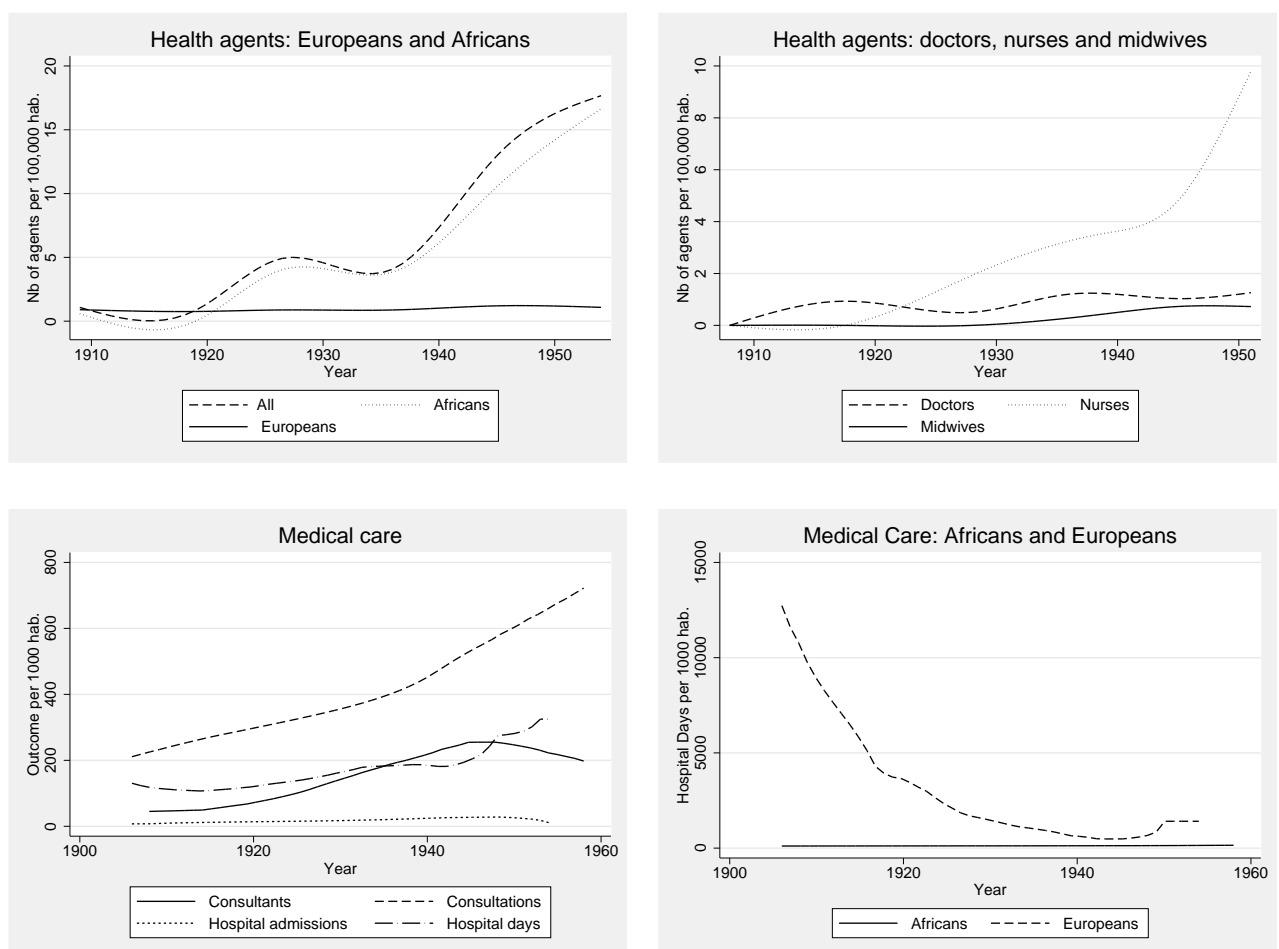 Health agents: Europeans and Africans
Nb of agents per 100,000 hab.
20
15
10
5
0
1910 1920 1930 1940 1950
Year
All Africans
Europeans
Health agents: doctors, nurses and midwives
Nb of agents per 100,000 hab.
10
8
6
4
2
0
1910 1920 1930 1940 1950
Year
Doctors Nurses
Midwives
Medical care
Outcome per 1000 hab.
800
600
400
200
0
1900 1920 1940 1960
Year
Consultants Consultations
Hospital admissions Hospital days
Medical Care: Africans and Europeans
Hospital Days per 1000 hab.
15000
10000
5000
0
1900 1920 1940 1960
Year
Africans Europeans